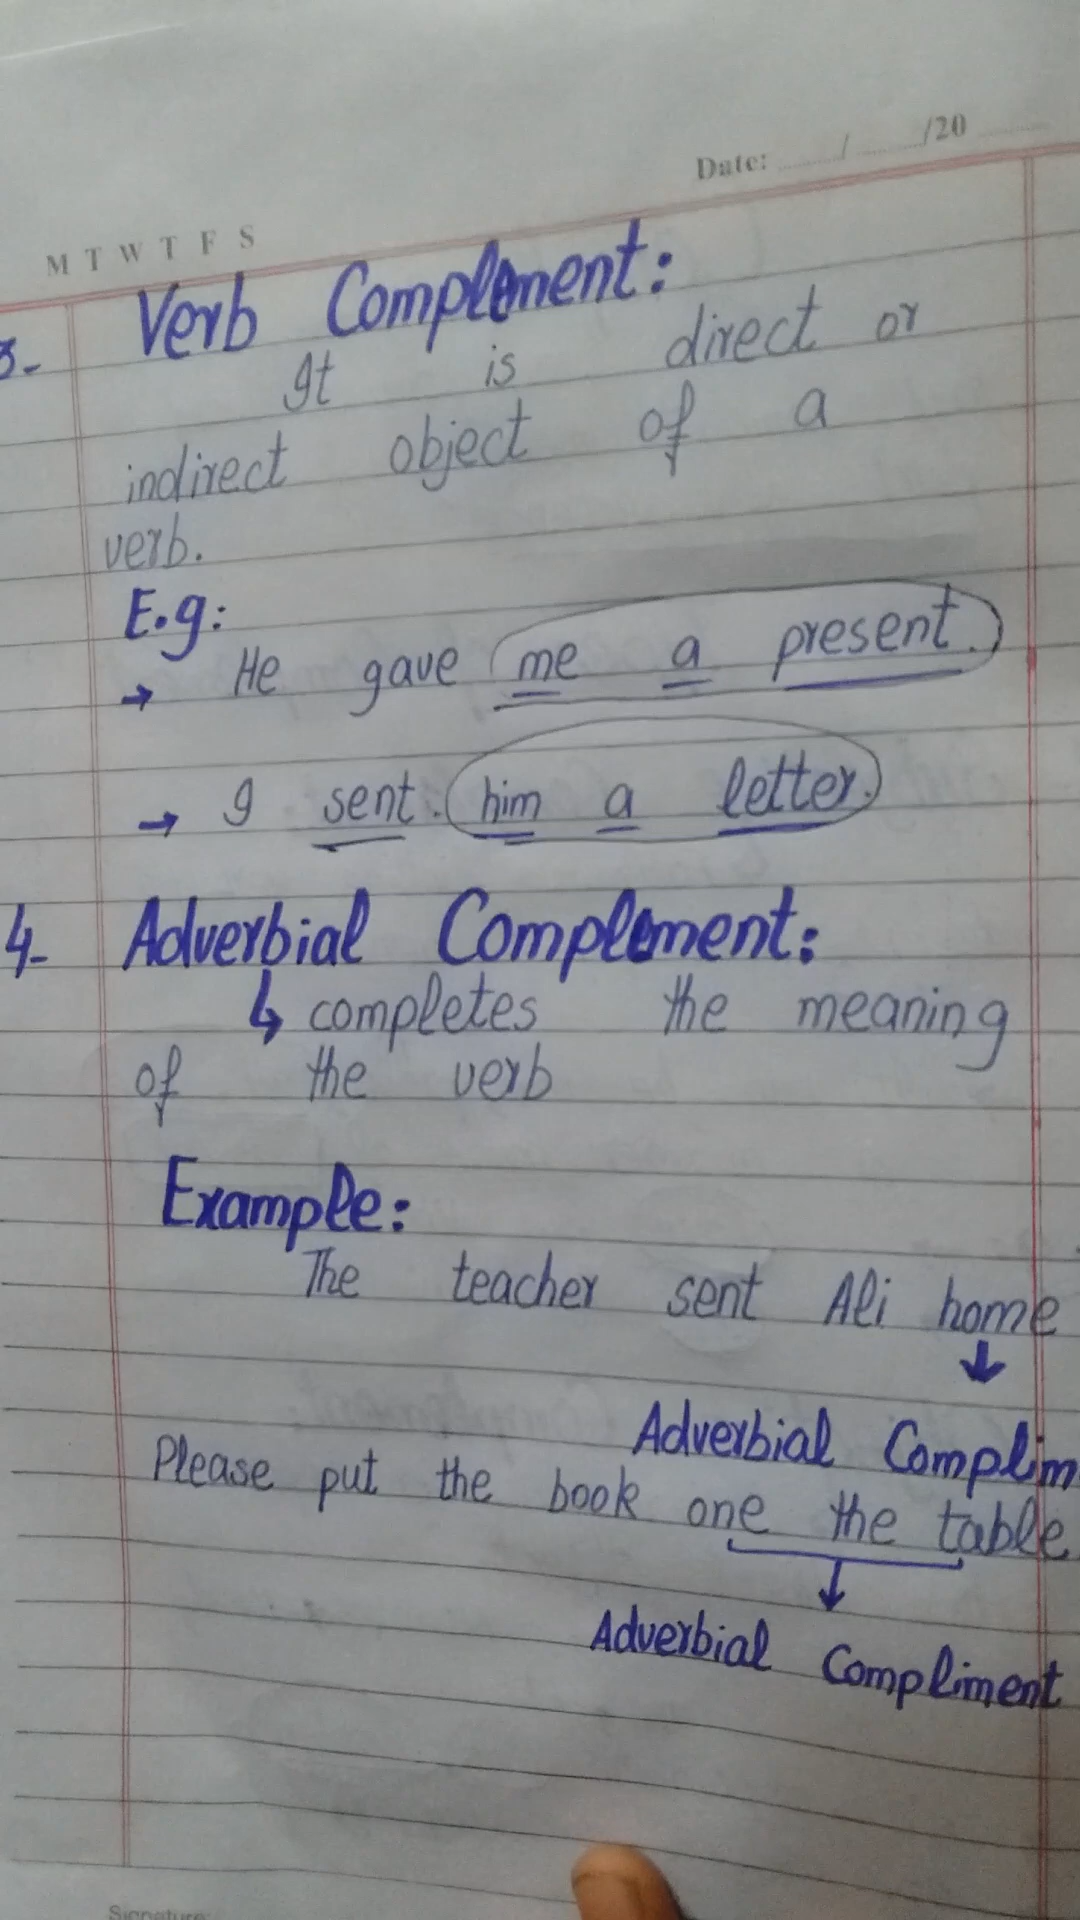 Date: ...... / ...... /20 ......
M T W T F S
3- Verb Complement:
It is direct or
indirect object of a
verb.
E.g:
→ He gave me a present.
→ I sent him a letter.
4- Adverbial Complement:
↳ completes the meaning
of the verb
Example:
The teacher sent Ali home
↓
Adverbial Complim
Please put the book one the table
↓
Adverbial Compliment
Signature: